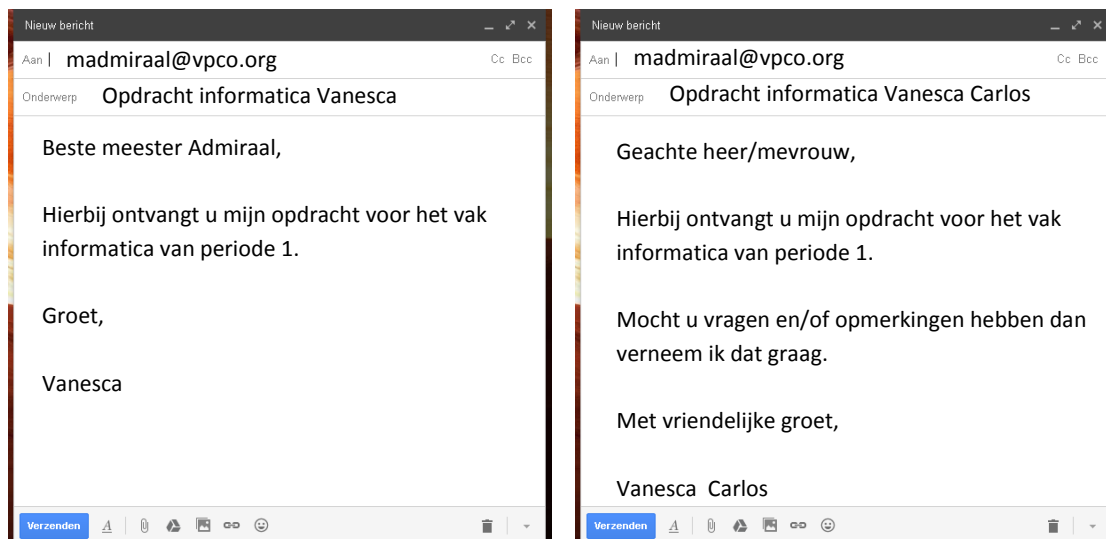 Nieuw bericht
Aan madmiraal@vpco.org Cc Bcc
Onderwerp Opdracht informatica Vanesca
Beste meester Admiraal,
Hierbij ontvangt u mijn opdracht voor het vak
informatica van periode 1.
Groet,
Vanesca
Verzenden
Nieuw bericht
Aan madmiraal@vpco.org Cc Bcc
Onderwerp Opdracht informatica Vanesca Carlos
Geachte heer/mevrouw,
Hierbij ontvangt u mijn opdracht voor het vak
informatica van periode 1.
Mocht u vragen en/of opmerkingen hebben dan
verneem ik dat graag.
Met vriendelijke groet,
Vanesca Carlos
Verzenden